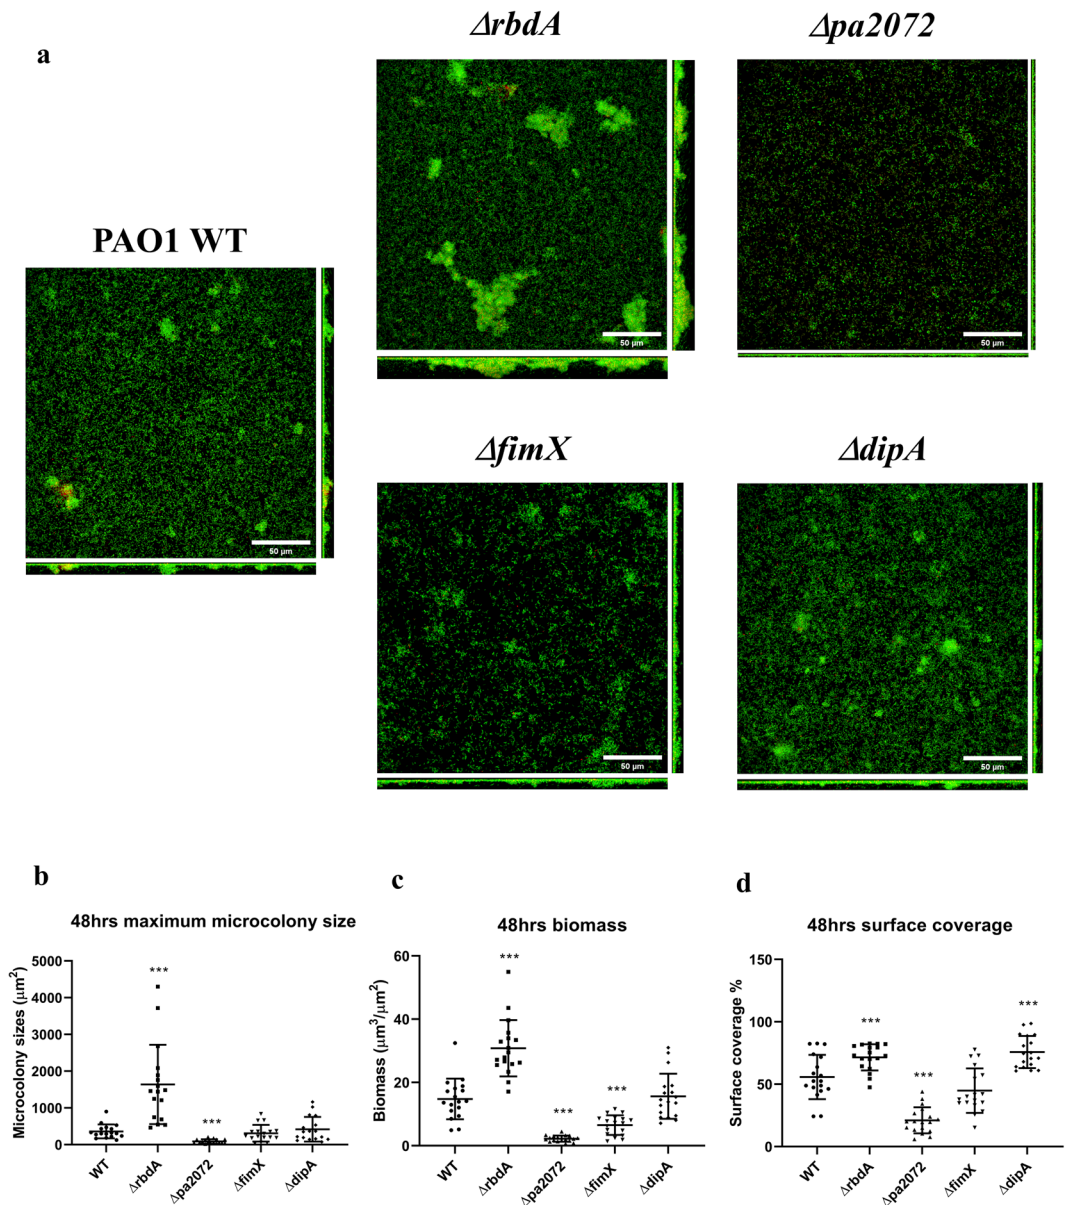 a
ΔrbdA
Δpa2072
PAO1 WT
50 µm
50 µm
50 µm
ΔfimX
ΔdipA
50 µm
50 µm
b
48hrs maximum microcolony size
Microcolony sizes (µm²)
5000
4000
3000
2000
1000
0
***
***
WT
ΔrbdA
Δpa2072
ΔfimX
ΔdipA
c
48hrs biomass
Biomass (µm³/µm²)
60
40
20
0
***
***
***
WT
ΔrbdA
Δpa2072
ΔfimX
ΔdipA
d
48hrs surface coverage
Surface coverage %
150
100
50
0
***
***
***
WT
ΔrbdA
Δpa2072
ΔfimX
ΔdipA